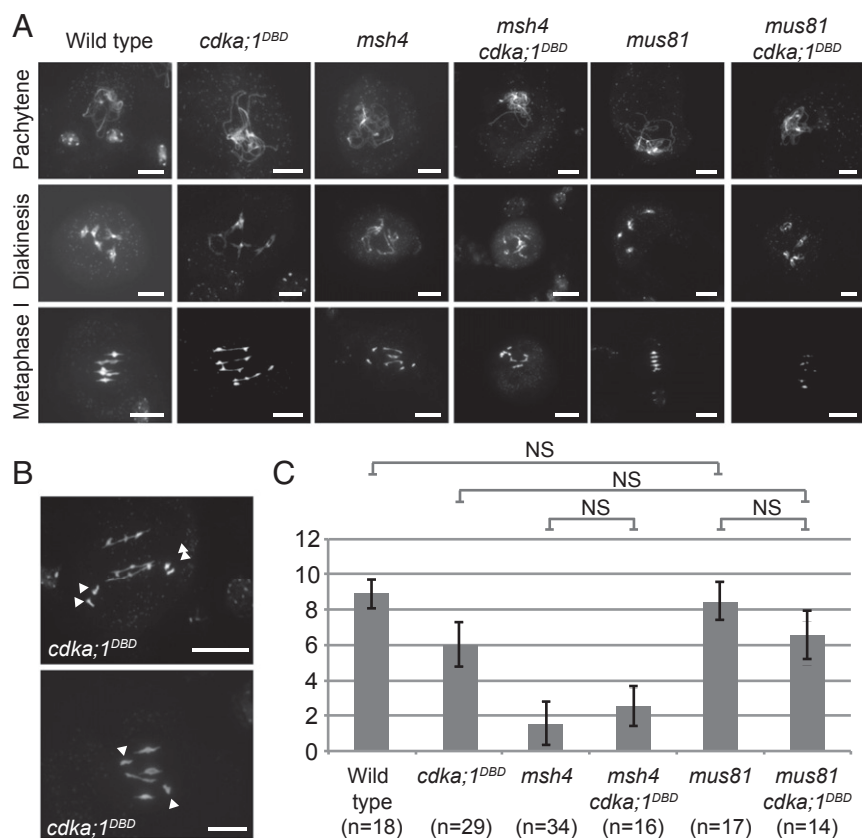 A
Wild type
cdka;1DBD
msh4
msh4
cdka;1DBD
mus81
mus81
cdka;1DBD
Pachytene
Diakinesis
Metaphase I
B
cdka;1DBD
cdka;1DBD
C
NS
NS
NS
NS
12
10
8
6
4
2
0
Wild
type
(n=18)
cdka;1DBD
(n=29)
msh4
(n=34)
msh4
cdka;1DBD
(n=16)
mus81
(n=17)
mus81
cdka;1DBD
(n=14)